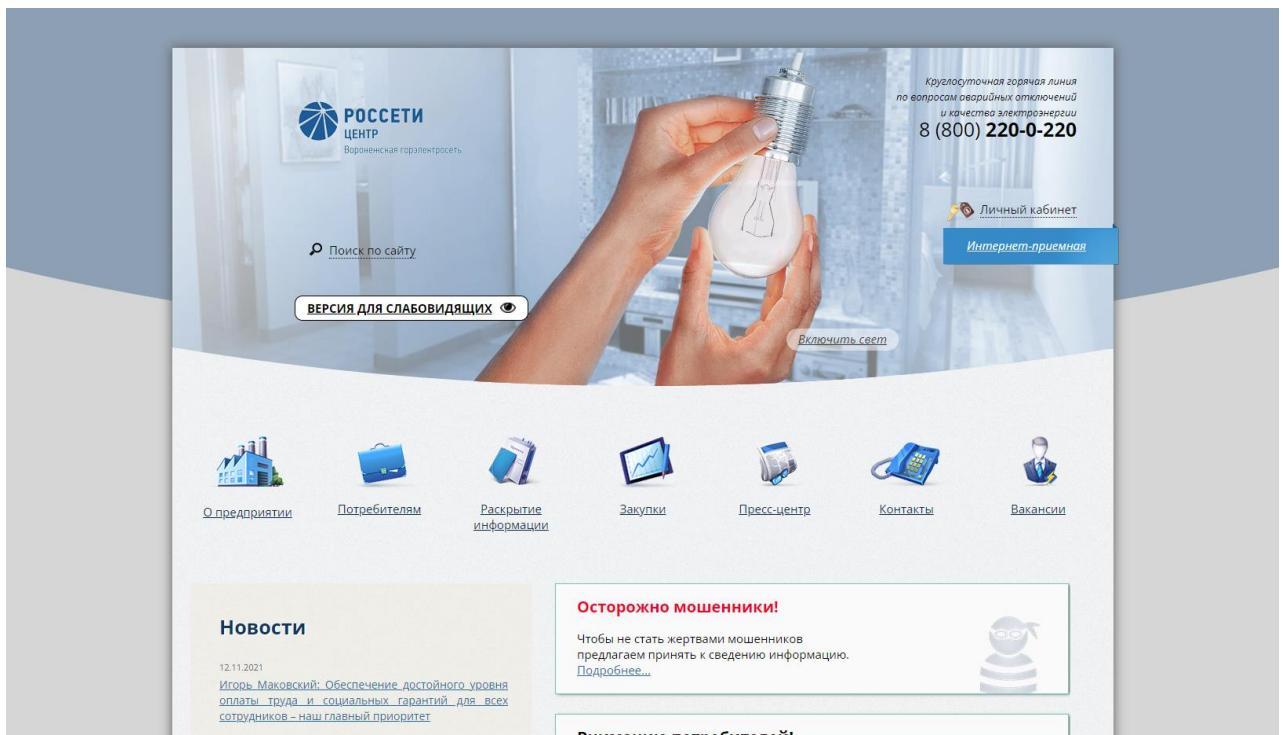 РОССЕТИ
ЦЕНТР
Воронежская горэлектросеть
Круглосуточная горячая линия
по вопросам аварийных отключений
и качества электроэнергии
8 (800) 220-0-220
Личный кабинет
Интернет-приемная
Поиск по сайту
ВЕРСИЯ ДЛЯ СЛАБОВИДЯЩИХ
Включить свет
О предприятии
Потребителям
Раскрытие
информации
Закупки
Пресс-центр
Контакты
Вакансии
Новости
12.11.2021
Игорь Маковский: Обеспечение достойного уровня
оплаты труда и социальных гарантий для всех
сотрудников – наш главный приоритет
Осторожно мошенники!
Чтобы не стать жертвами мошенников
предлагаем принять к сведению информацию.
Подробнее...